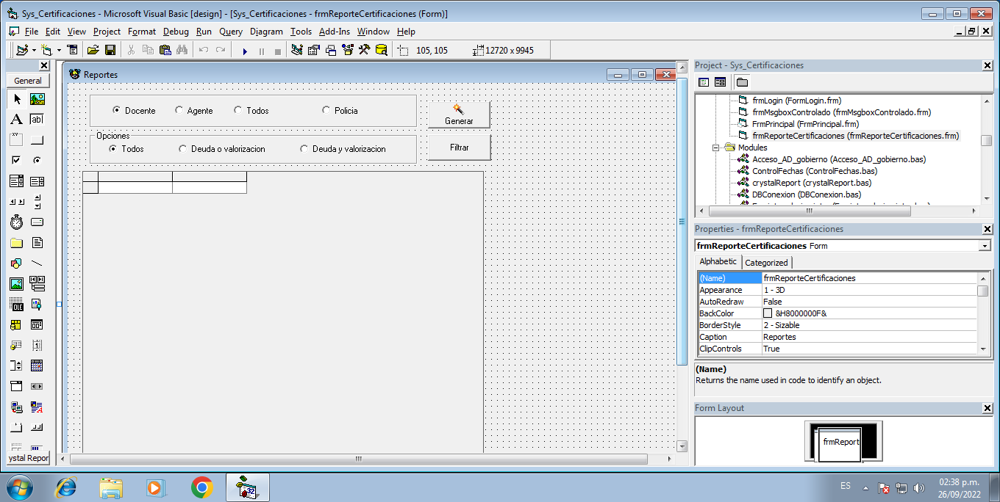 Sys_Certificaciones - Microsoft Visual Basic [design] - [Sys_Certificaciones - frmReporteCertificaciones (Form)]
File Edit View Project Format Debug Run Query Diagram Tools Add-Ins Window Help
105, 105 12720 x 9945
General
A ab|
xy
OLE
ystal Repor
Reportes
Docente Agente Todos Policia
Generar
Opciones
Todos Deuda o valorizacion Deuda y valorizacion
Filtrar
Project - Sys_Certificaciones
frmLogin (FormLogin.frm)
frmMsgboxControlado (frmMsgboxControlado.frm)
FrmPrincipal (FrmPrincipal.frm)
frmReporteCertificaciones (frmReporteCertificaciones.frm)
Modules
Acceso_AD_gobierno (Acceso_AD_gobierno.bas)
ControlFechas (ControlFechas.bas)
crystalReport (crystalReport.bas)
DBConexion (DBConexion.bas)
Properties - frmReporteCertificaciones
frmReporteCertificaciones Form
Alphabetic Categorized
(Name) frmReporteCertificaciones
Appearance 1 - 3D
AutoRedraw False
BackColor &H8000000F&
BorderStyle 2 - Sizable
Caption Reportes
ClipControls True
(Name)
Returns the name used in code to identify an object.
Form Layout
frmReport
32
ES
02:38 p.m.
26/09/2022